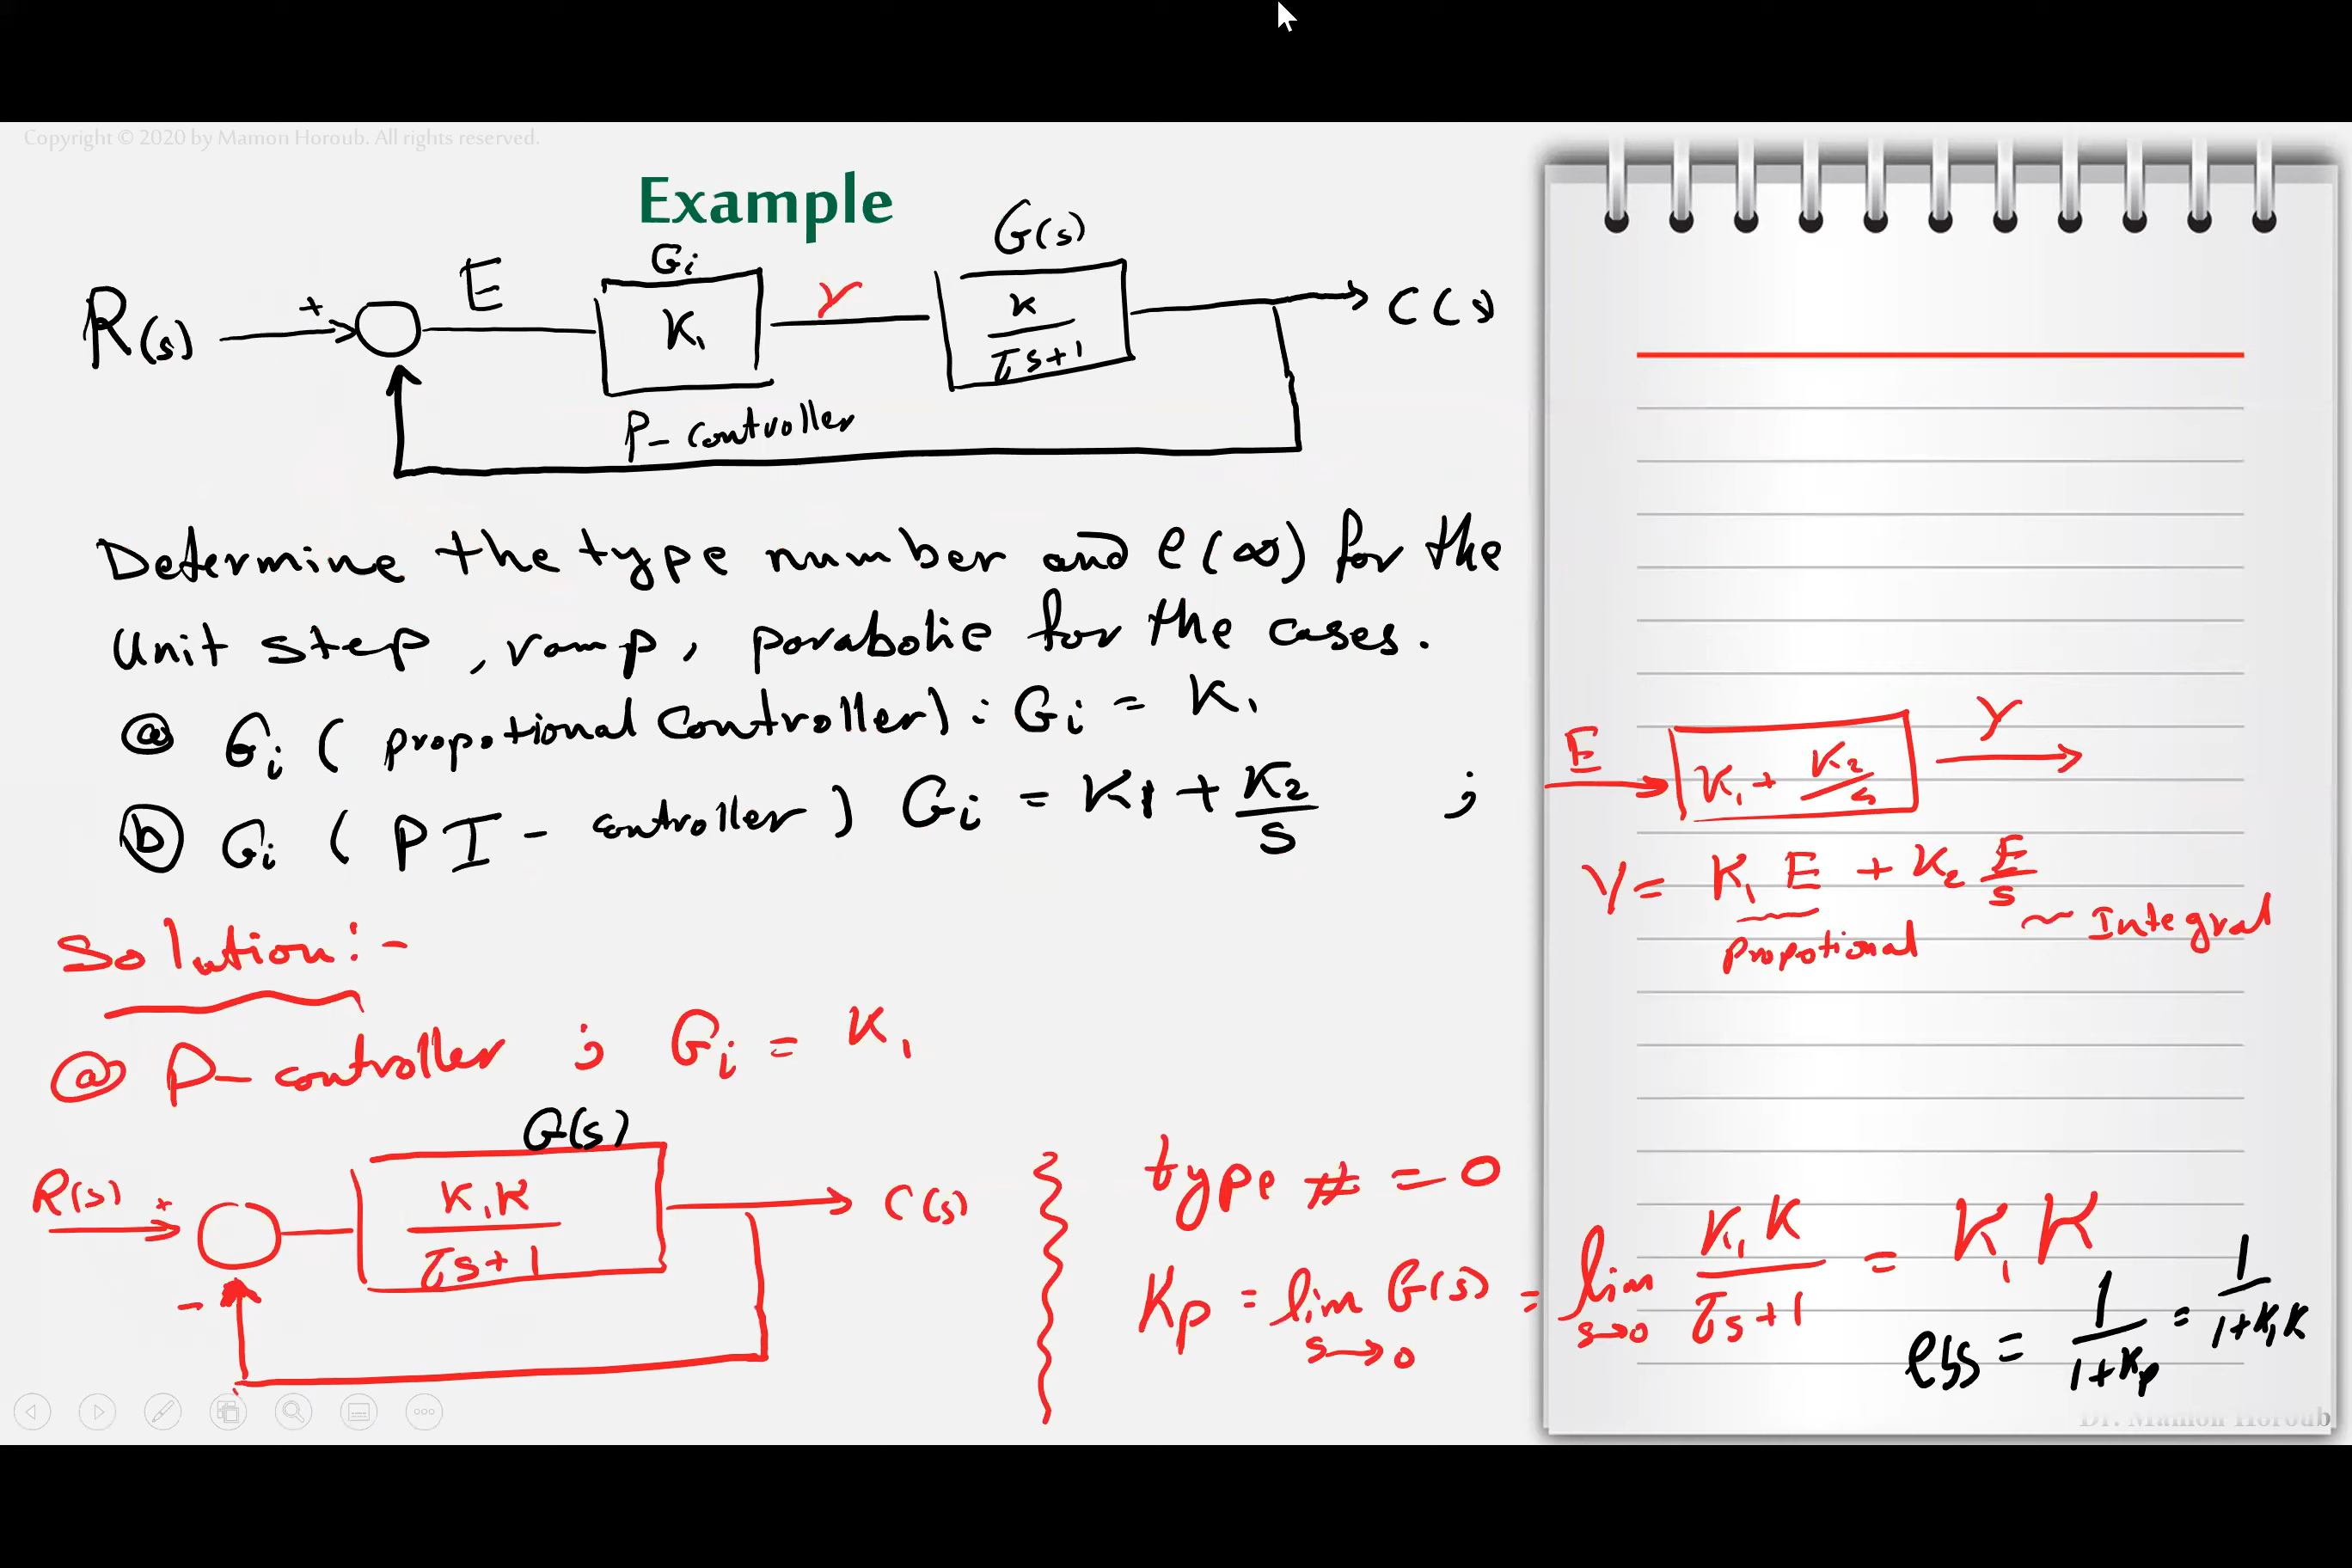 Copyright © 2020 by Mamon Horoub. All rights reserved.
Example
R(s) + E Gi K1 Y G(s) K / τs+1 C(s)
P-controller
Determine the type number and e(∞) for the
unit step, ramp, parabolic for the cases.
ⓐ Gi (propotional controller): Gi = K1
ⓑ Gi (PI-controller) Gi = K1 + K2/s ;
Solution:-
ⓐ P-controller ; Gi = K1
G(s)
R(s) + - K1K / τs+1 C(s)
type # = 0
Kp = lim s→0 G(s) = lim s→0 K1K / τs+1 = K1K
ess = 1/1+Kp = 1/1+K1K
E K1 + K2/s Y
Y = K1 E + K2 E/s
propotional
~ Integral
Dr. Mamon Horoub